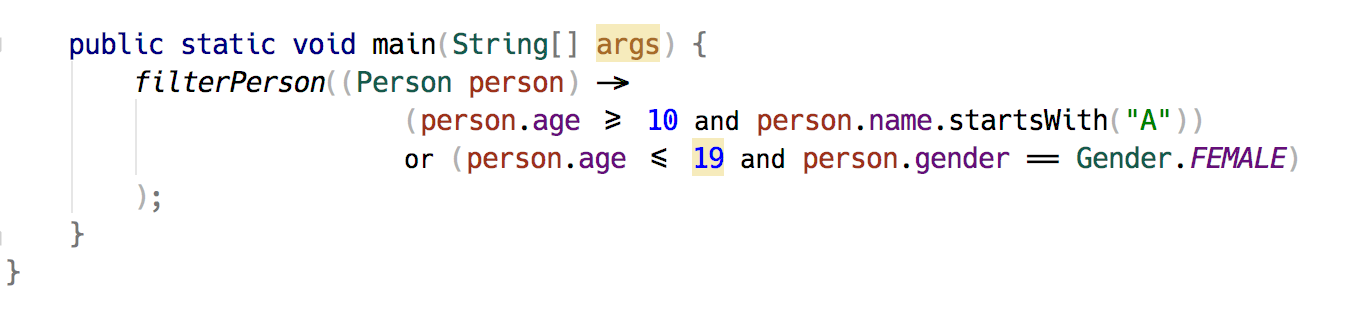 public static void main(String[] args) {
filterPerson((Person person) →
(person.age ⩾ 10 and person.name.startsWith("A"))
or (person.age ⩽ 19 and person.gender == Gender.FEMALE)
);
}
}